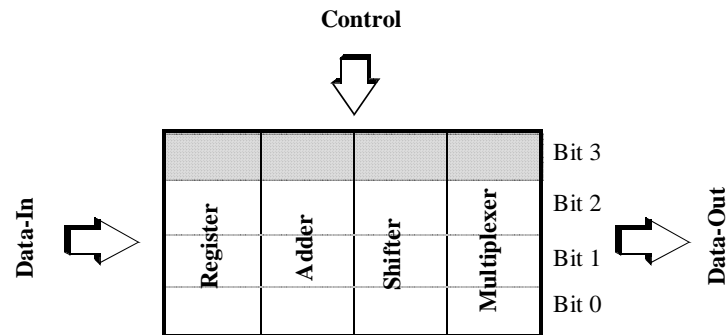 Control
Data-In
Register
Adder
Shifter
Multiplexer
Bit 3
Bit 2
Bit 1
Bit 0
Data-Out